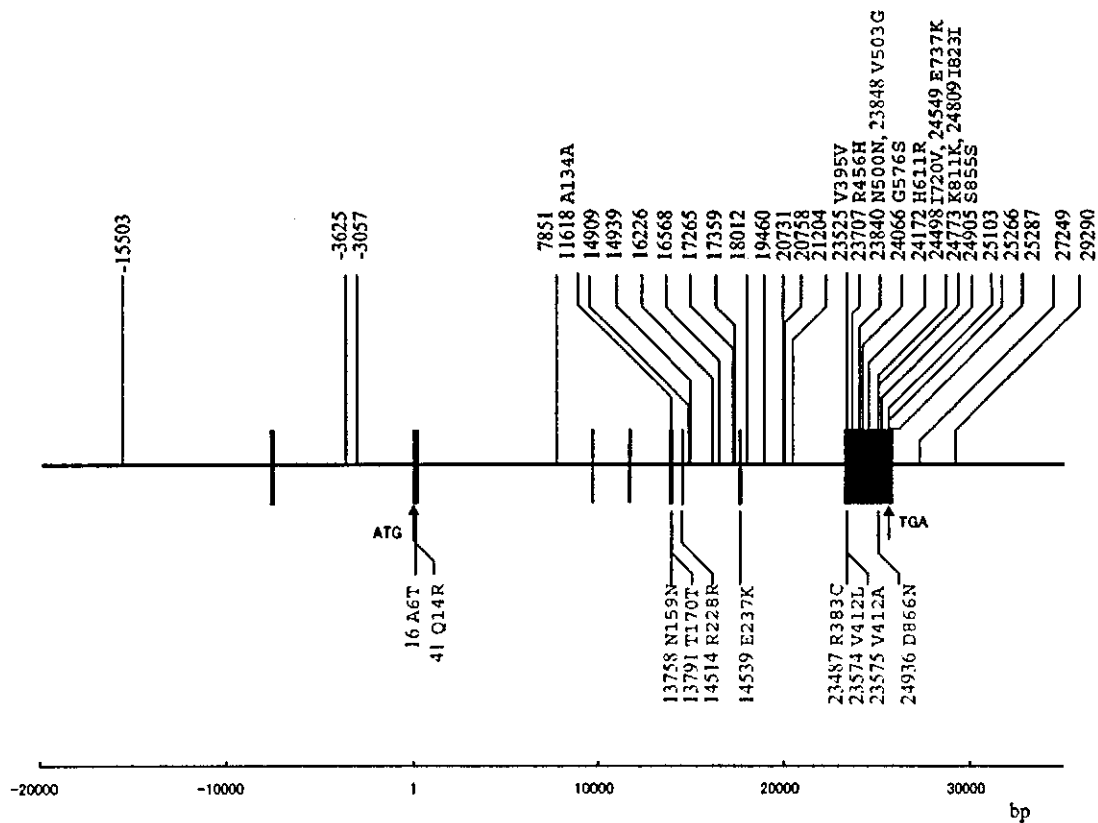 -15503
-3625
-3057
7851
11618 A134A
14909
14939
16226
16568
17265
17359
18012
19460
20731
20758
21204
23525 V395V
23707 R456H
23840 N500N, 23848 V503G
24066 G576S
24172 H611R
24498 I720V, 24549 E737K
24773 K811K, 24809 I823I
24905 S855S
25103
25266
25287
27249
29290
ATG
TGA
16 A6T
41 Q14R
13758 N159N
13791 T170T
14514 R228R
14539 E237K
23487 R383C
23574 V412L
23575 V412A
24936 D866N
-20000 -10000 1 10000 20000 30000
bp